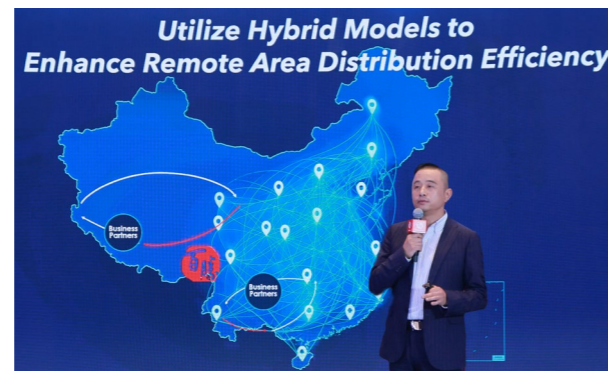 Utilize Hybrid Models to
Enhance Remote Area Distribution Efficiency
Business
Partners
Business
Partners